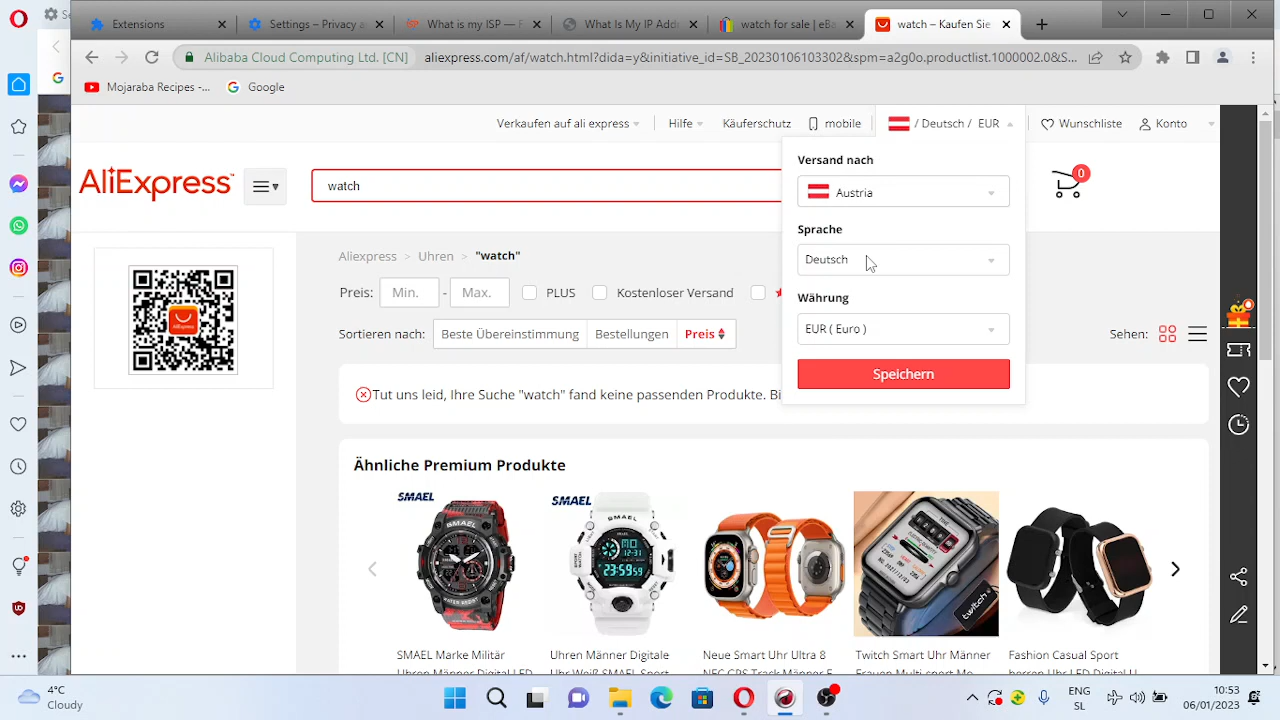 Se
Extensions
Settings – Privacy a
What is my ISP — F
What Is My IP Addr
watch for sale | eBa
watch – Kaufen Sie
Alibaba Cloud Computing Ltd. [CN]
aliexpress.com/af/watch.html?dida=y&initiative_id=SB_20230106103302&spm=a2g0o.productlist.1000002.0&S...
Mojaraba Recipes -...
Google
Verkaufen auf ali express
Hilfe
Käuferschutz
mobile
/ Deutsch / EUR
Wunschliste
Konto
AliExpress
watch
0
Versand nach
Austria
Sprache
Deutsch
Währung
EUR ( Euro )
Speichern
Aliexpress > Uhren > "watch"
Preis: Min. - Max. PLUS Kostenloser Versand
Sortieren nach: Beste Übereinstimmung Bestellungen Preis
Sehen:
Tut uns leid, Ihre Suche "watch" fand keine passenden Produkte. Bi
Ähnliche Premium Produkte
SMAEL
SMAEL
SMAEL Marke Militär
Uhren Männer Digitale
Neue Smart Uhr Ultra 8
Twitch Smart Uhr Männer
Fashion Casual Sport
4°C
Cloudy
ENG
SL
10:53
06/01/2023